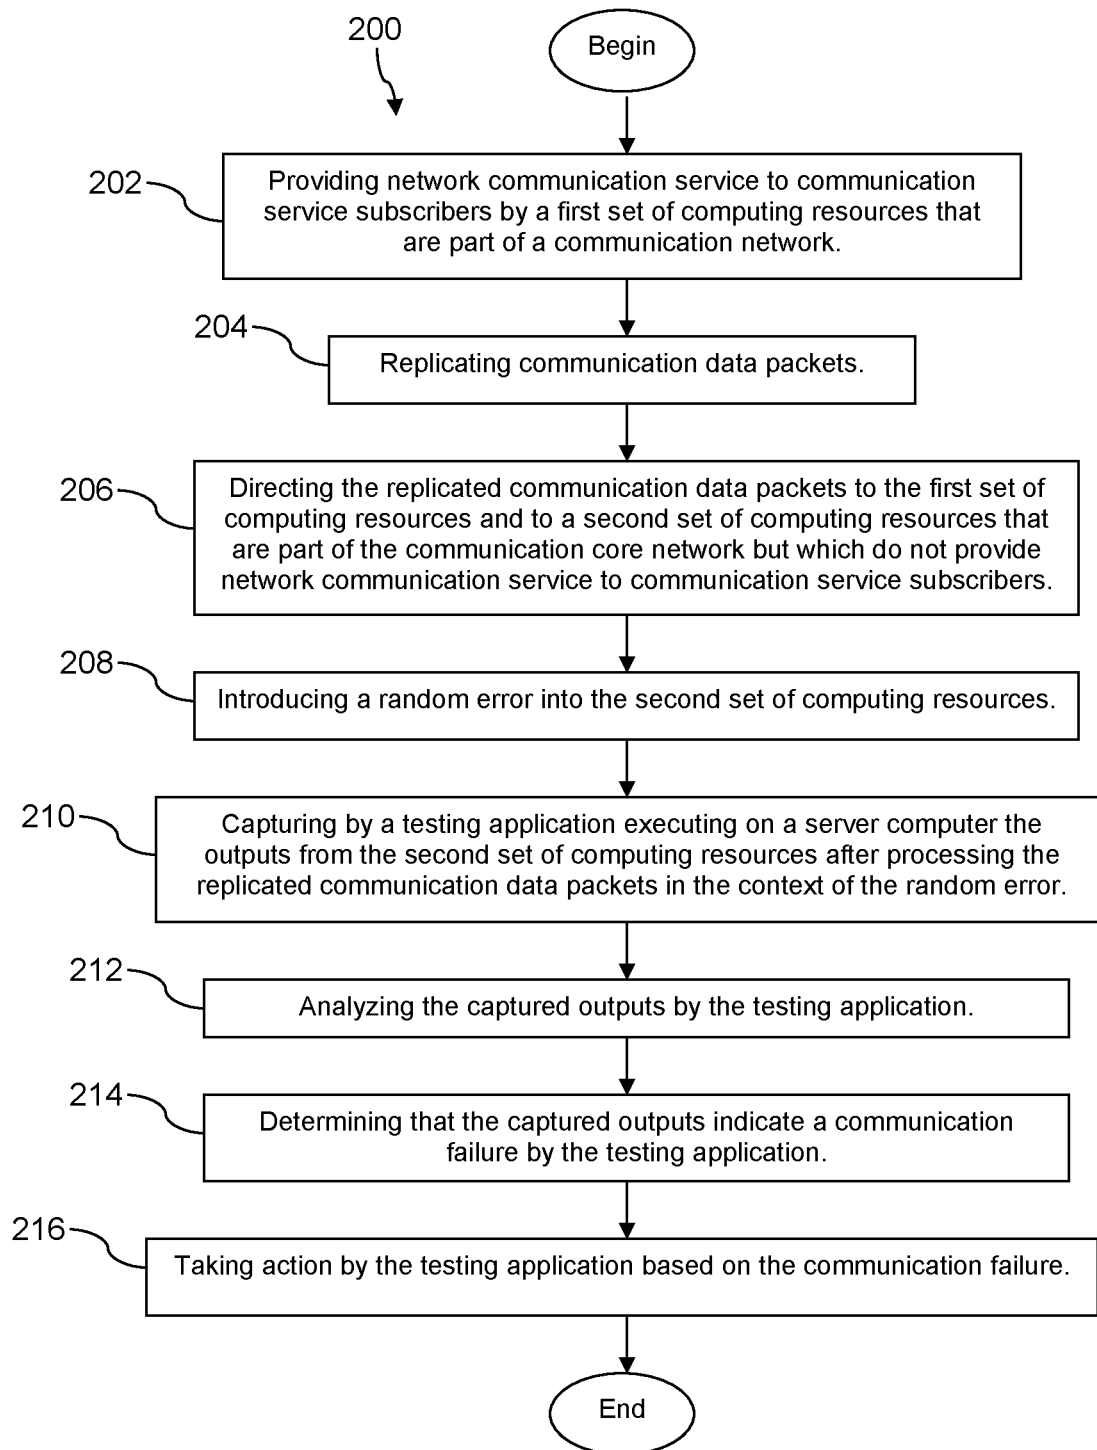 200
Begin
202
Providing network communication service to communication
service subscribers by a first set of computing resources that
are part of a communication network.
204
Replicating communication data packets.
206
Directing the replicated communication data packets to the first set of
computing resources and to a second set of computing resources that
are part of the communication core network but which do not provide
network communication service to communication service subscribers.
208
Introducing a random error into the second set of computing resources.
210
Capturing by a testing application executing on a server computer the
outputs from the second set of computing resources after processing the
replicated communication data packets in the context of the random error.
212
Analyzing the captured outputs by the testing application.
214
Determining that the captured outputs indicate a communication
failure by the testing application.
216
Taking action by the testing application based on the communication failure.
End